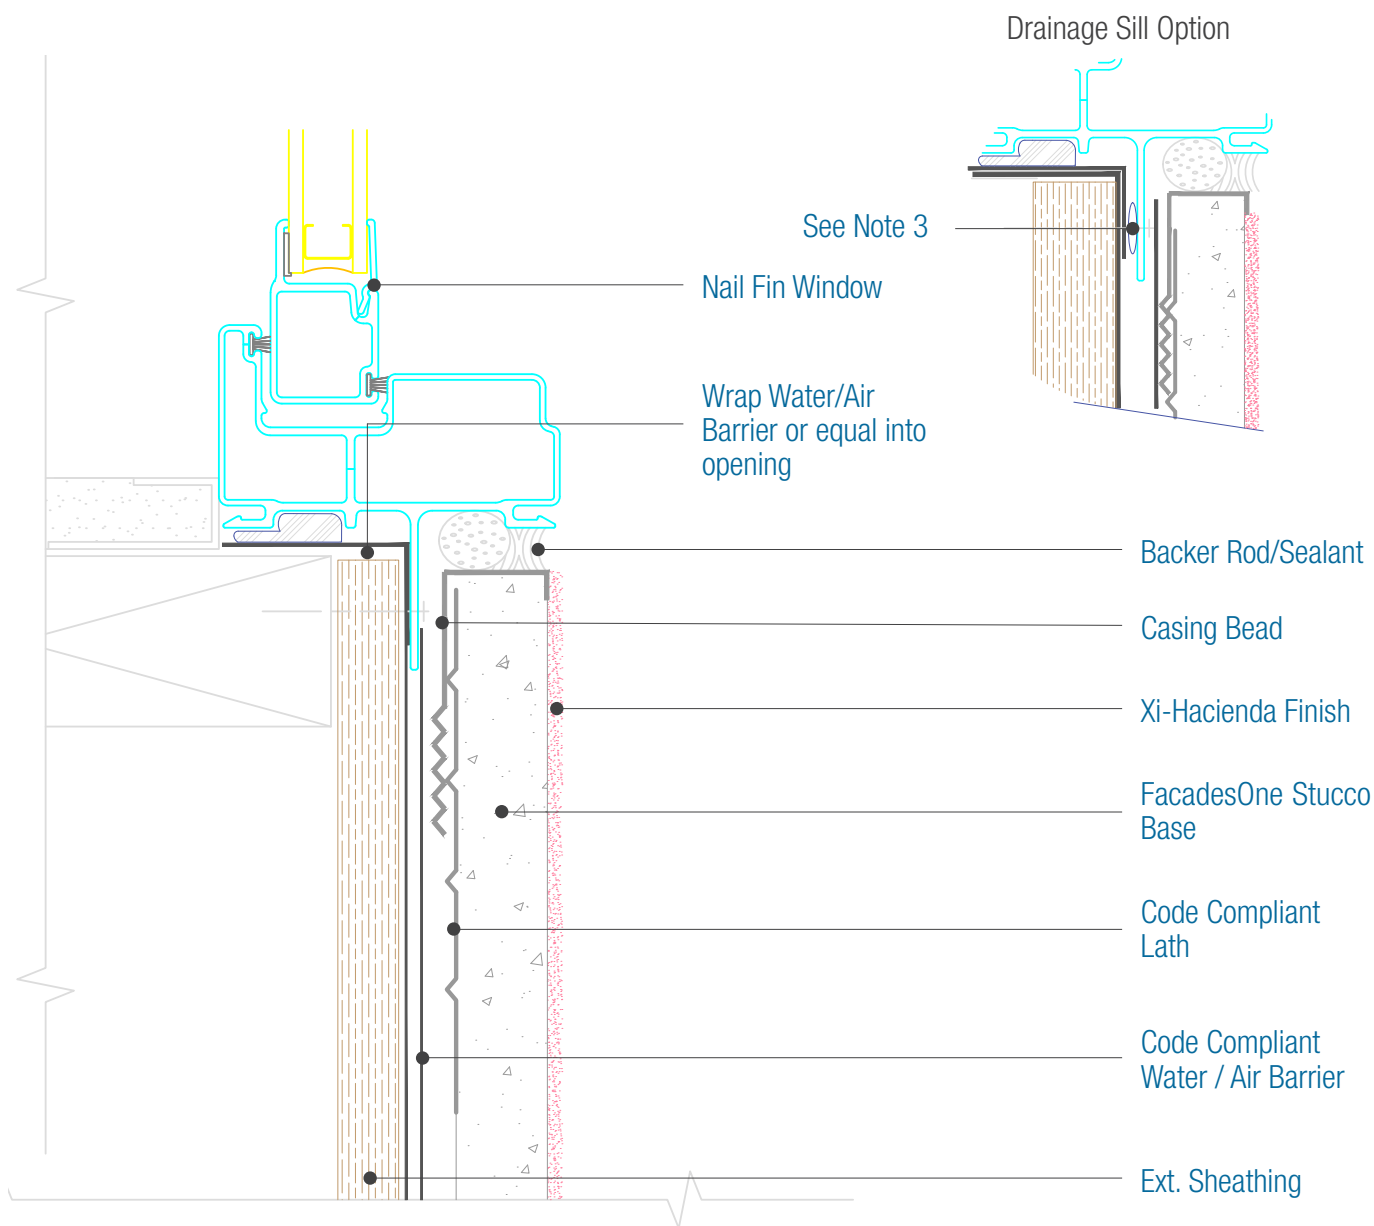 Drainage Sill Option
See Note 3
Nail Fin Window
Wrap Water/Air
Barrier or equal into
opening
Backer Rod/Sealant
Casing Bead
Xi-Hacienda Finish
FacadesOne Stucco
Base
Code Compliant
Lath
Code Compliant
Water / Air Barrier
Ext. Sheathing